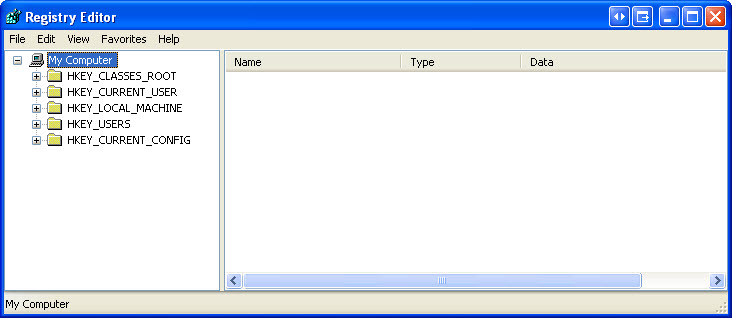 Registry Editor
File Edit View Favorites Help
My Computer
Name Type Data
HKEY_CLASSES_ROOT
HKEY_CURRENT_USER
HKEY_LOCAL_MACHINE
HKEY_USERS
HKEY_CURRENT_CONFIG
My Computer